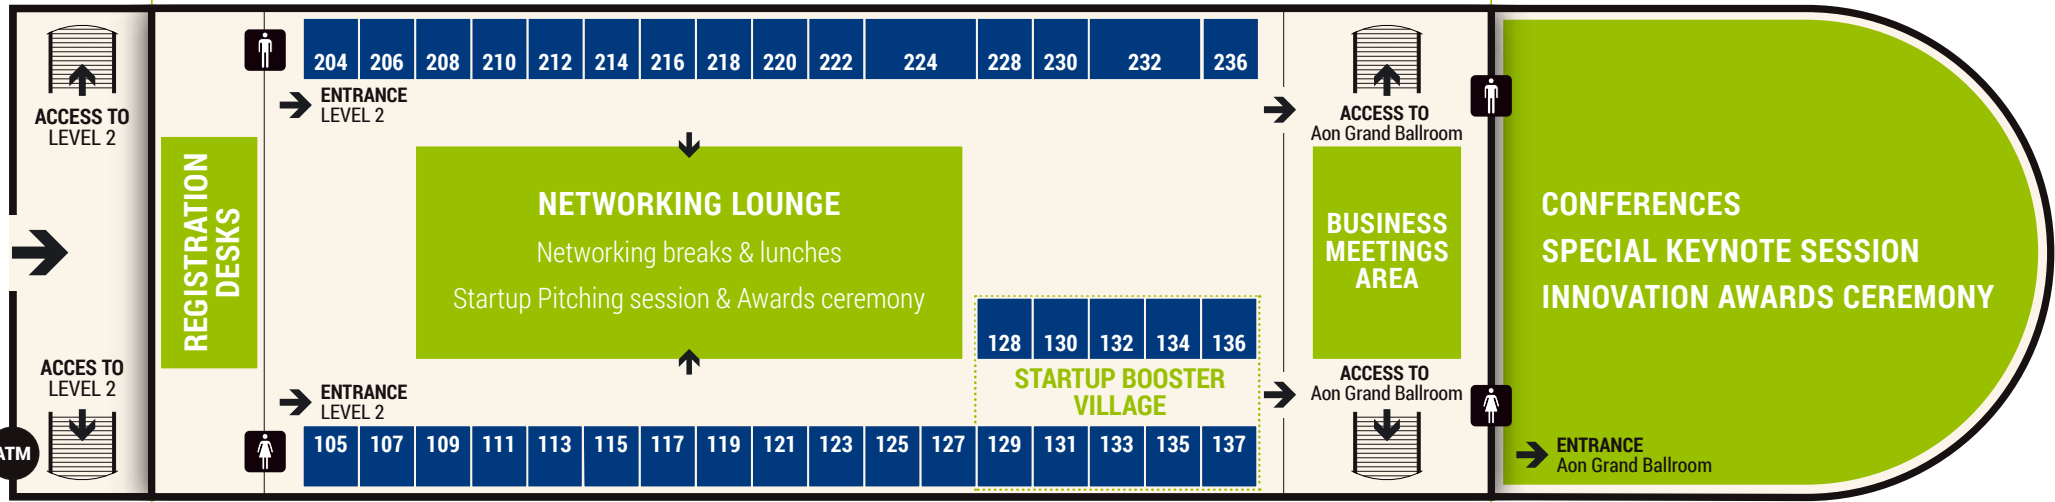 204 206 208 210 212 214 216 218 220 222 224 228 230 232 236
ACCESS TO
LEVEL 2
ENTRANCE
LEVEL 2
ACCESS TO
Aon Grand Ballroom
REGISTRATION
DESKS
NETWORKING LOUNGE
Networking breaks & lunches
Startup Pitching session & Awards ceremony
BUSINESS
MEETINGS
AREA
CONFERENCES
SPECIAL KEYNOTE SESSION
INNOVATION AWARDS CEREMONY
128 130 132 134 136
STARTUP BOOSTER
VILLAGE
ACCES TO
LEVEL 2
ENTRANCE
LEVEL 2
ACCESS TO
Aon Grand Ballroom
105 107 109 111 113 115 117 119 121 123 125 127 129 131 133 135 137
ATM
ENTRANCE
Aon Grand Ballroom